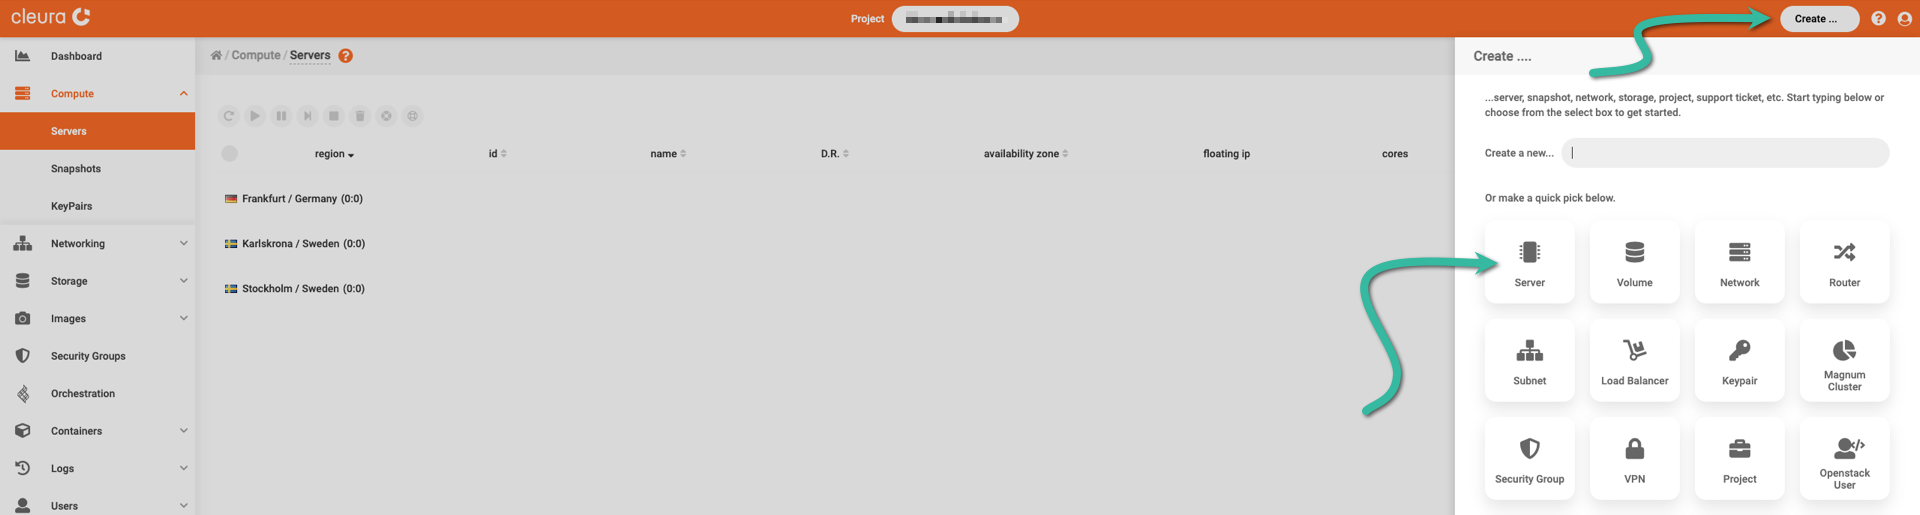 cleura
Project
Create ...
Dashboard
Compute
Servers
Snapshots
KeyPairs
Networking
Storage
Images
Security Groups
Orchestration
Containers
Logs
Users
/ Compute / Servers
region
id
name
D.R.
availability zone
floating ip
cores
Frankfurt / Germany (0:0)
Karlskrona / Sweden (0:0)
Stockholm / Sweden (0:0)
Create ....
...server, snapshot, network, storage, project, support ticket, etc. Start typing below or
choose from the select box to get started.
Create a new...
Or make a quick pick below.
Server
Volume
Network
Router
Subnet
Load Balancer
Keypair
Magnum
Cluster
Security Group
VPN
Project
Openstack
User